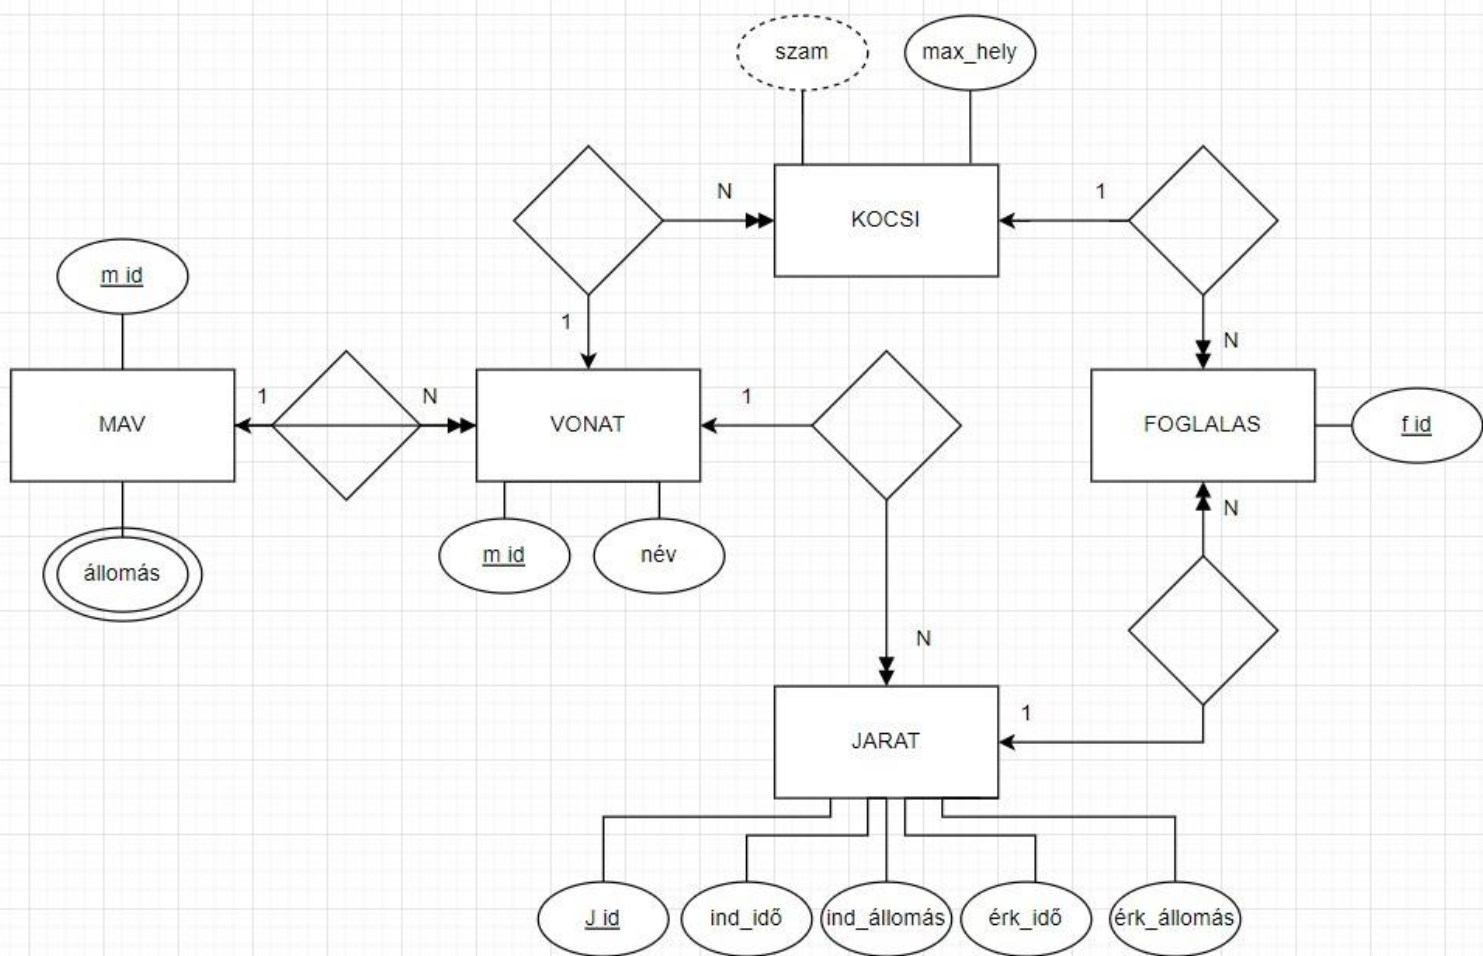 szam
max_hely
N
KOCSI
1
m id
1
N
1
N
MAV
VONAT
1
FOGLALAS
f id
N
állomás
m id
név
N
JARAT
1
J id
ind_idő
ind_állomás
érk_idő
érk_állomás